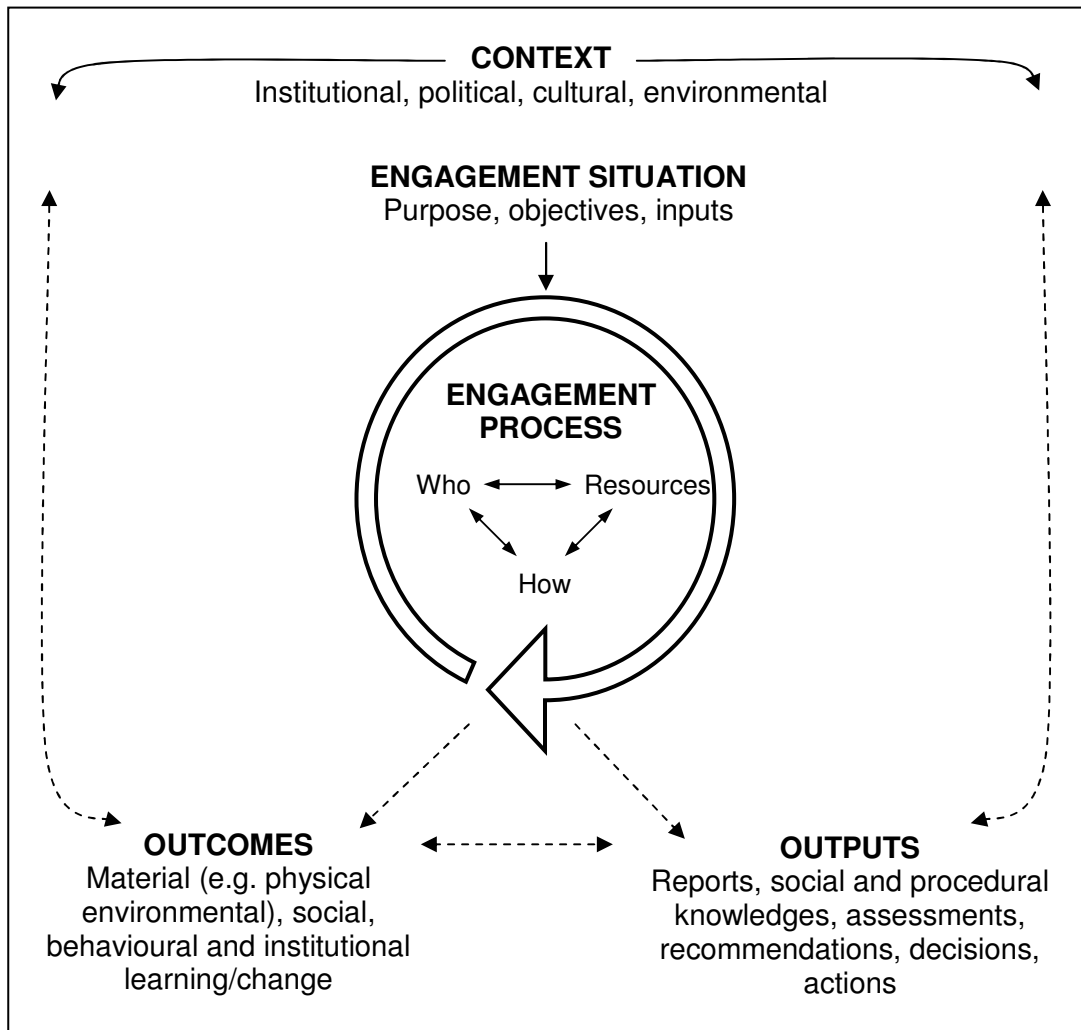 CONTEXT
Institutional, political, cultural, environmental
ENGAGEMENT SITUATION
Purpose, objectives, inputs
ENGAGEMENT
PROCESS
Who
Resources
How
OUTCOMES
Material (e.g. physical
environmental), social,
behavioural and institutional
learning/change
OUTPUTS
Reports, social and procedural
knowledges, assessments,
recommendations, decisions,
actions